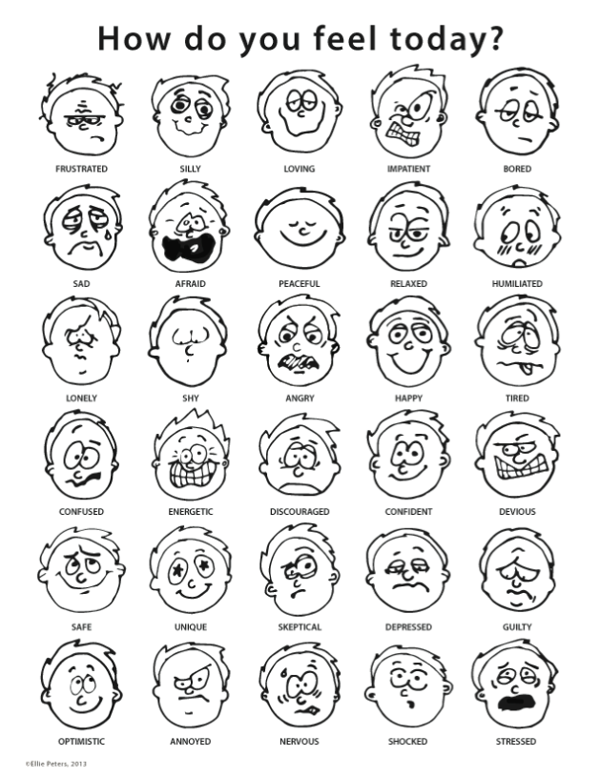 How do you feel today?
FRUSTRATED SILLY LOVING IMPATIENT BORED
SAD AFRAID PEACEFUL RELAXED HUMILIATED
LONELY SHY ANGRY HAPPY TIRED
CONFUSED ENERGETIC DISCOURAGED CONFIDENT DEVIOUS
SAFE UNIQUE SKEPTICAL DEPRESSED GUILTY
OPTIMISTIC ANNOYED NERVOUS SHOCKED STRESSED
©Ellie Peters, 2013